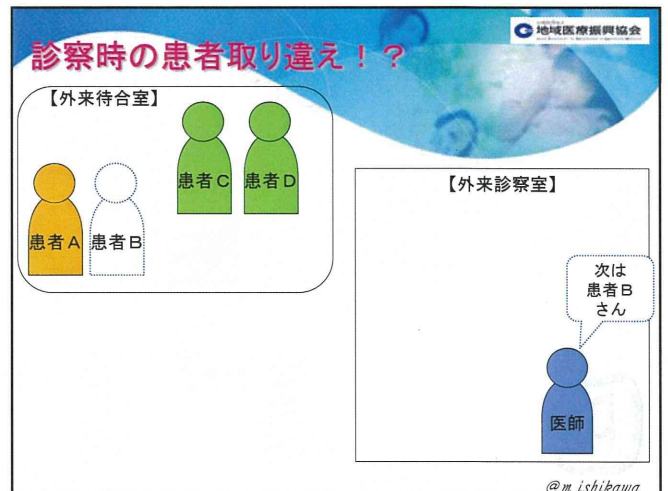 地域医療振興協会
診察時の患者取り違え！？
【外来待合室】
患者C
患者D
患者A
患者B
【外来診察室】
次は
患者B
さん
医師
@m.ishikawa